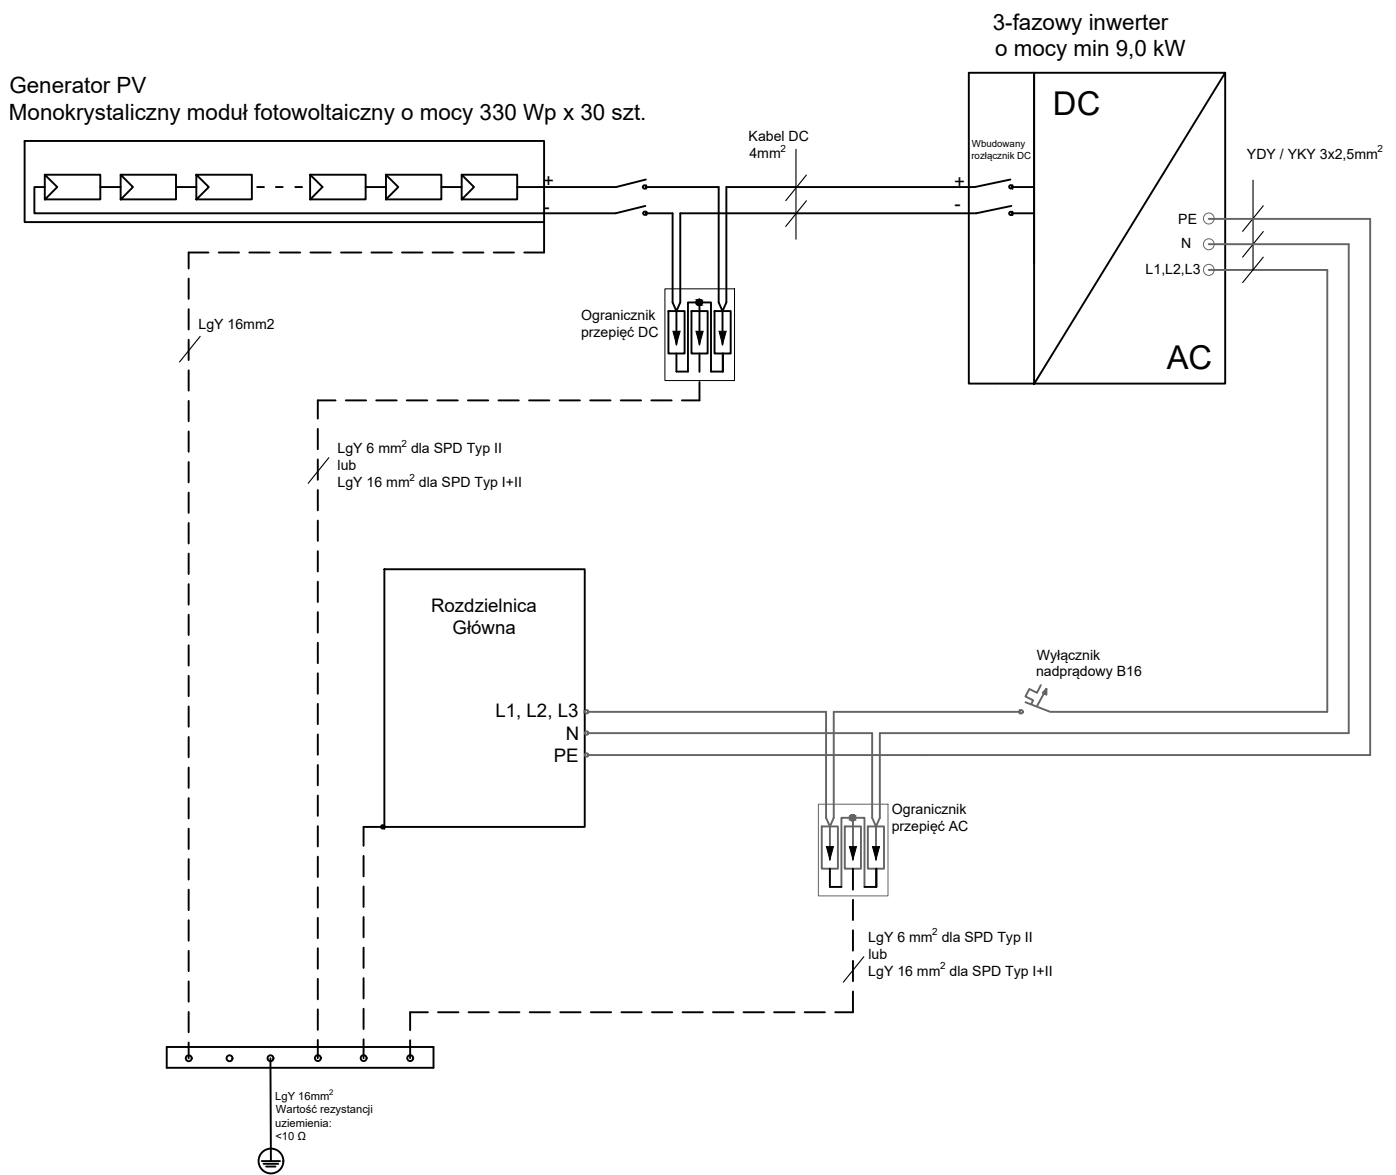 3-fazowy inwerter
o mocy min 9,0 kW
Generator PV
Monokrystaliczny moduł fotowoltaiczny o mocy 330 Wp x 30 szt.
DC
Kabel DC
4mm²
Wbudowany
rozłącznik DC
YDY / YKY 3x2,5mm²
+
-
+
-
PE
N
L1,L2,L3
AC
LgY 16mm2
Ogranicznik
przepięć DC
LgY 6 mm² dla SPD Typ II
lub
LgY 16 mm² dla SPD Typ I+II
Rozdzielnica
Główna
L1, L2, L3
N
PE
Wyłącznik
nadprądowy B16
Ogranicznik
przepięć AC
LgY 6 mm² dla SPD Typ II
lub
LgY 16 mm² dla SPD Typ I+II
LgY 16mm²
Wartość rezystancji
uziemienia:
<10 Ω